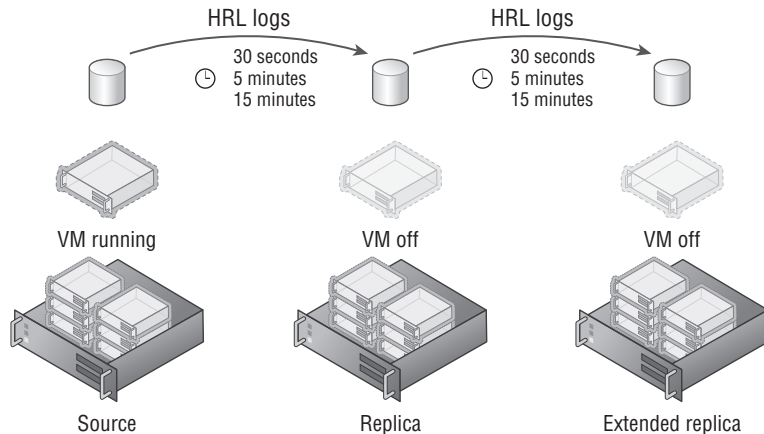 HRL logs
HRL logs
30 seconds
5 minutes
15 minutes
30 seconds
5 minutes
15 minutes
VM running
VM off
VM off
Source
Replica
Extended replica